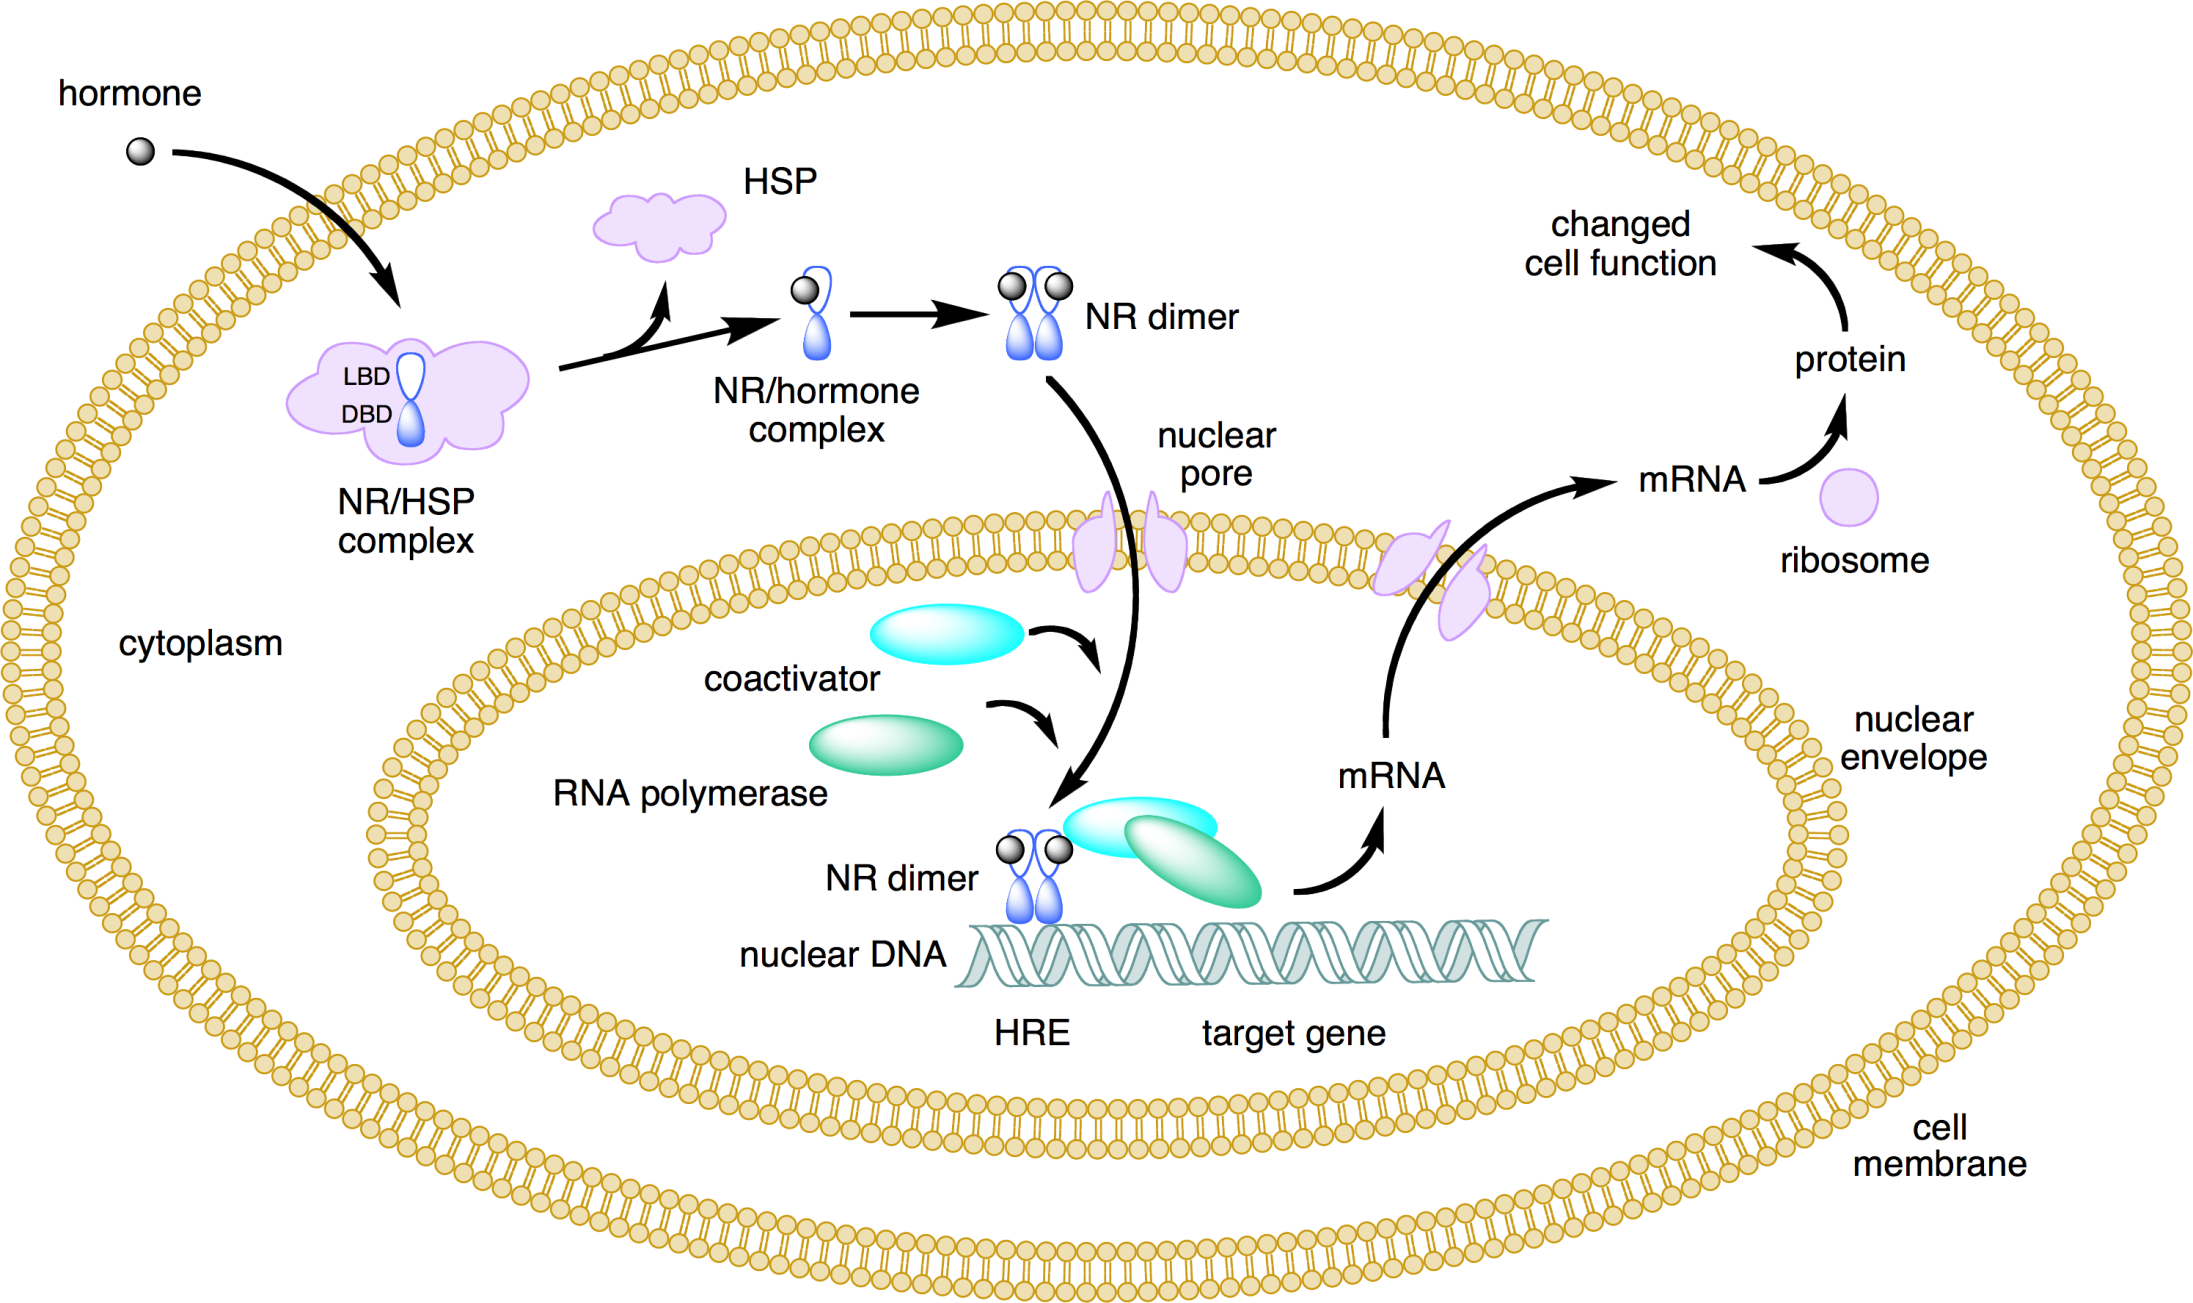 hormone
HSP
changed
cell function
NR dimer
LBD
DBD
NR/hormone
complex
protein
nuclear
pore
mRNA
NR/HSP
complex
ribosome
cytoplasm
coactivator
nuclear
envelope
RNA polymerase
mRNA
NR dimer
nuclear DNA
HRE
target gene
cell
membrane